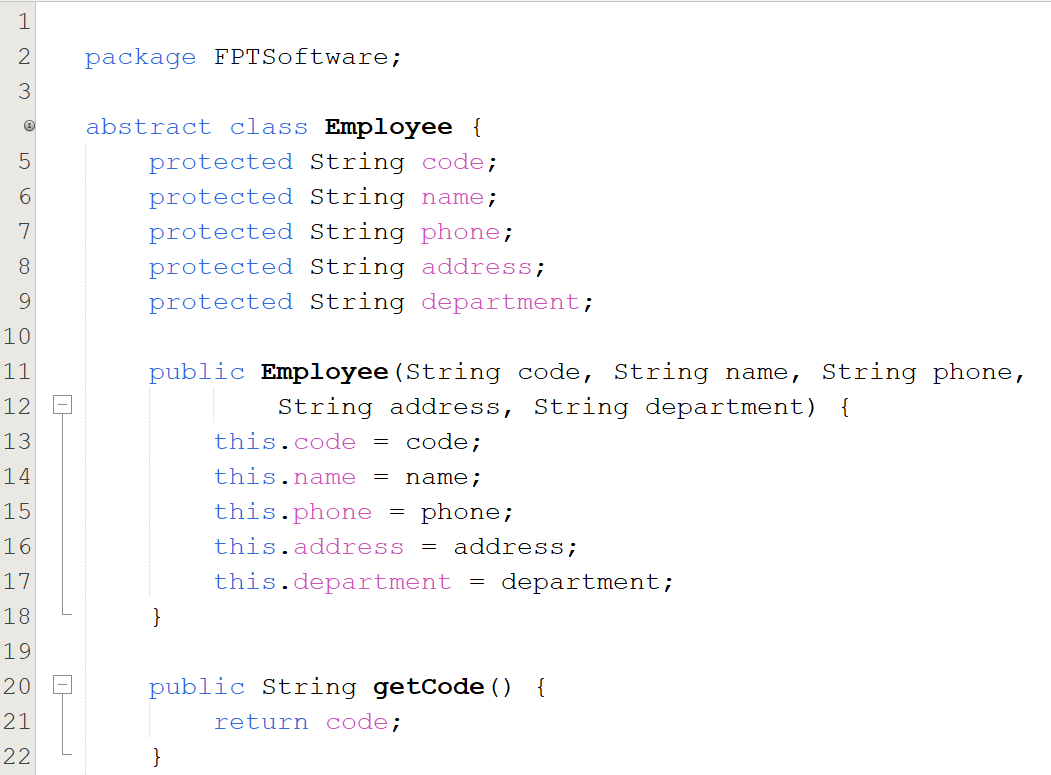 1
2 package FPTSoftware;
3
abstract class Employee {
5 protected String code;
6 protected String name;
7 protected String phone;
8 protected String address;
9 protected String department;
10
11 public Employee(String code, String name, String phone,
12 String address, String department) {
13 this.code = code;
14 this.name = name;
15 this.phone = phone;
16 this.address = address;
17 this.department = department;
18 }
19
20 public String getCode() {
21 return code;
22 }